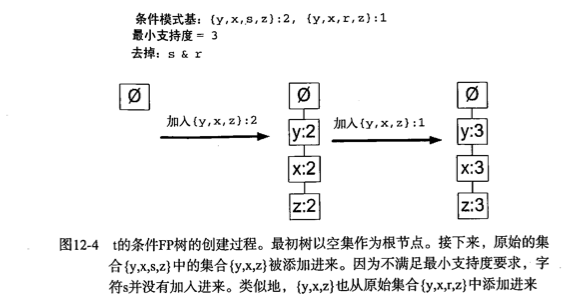 条件模式基: {y,x,s,z}:2, {y,x,r,z}:1
最小支持度 = 3
去掉: s & r
Ø
加入{y,x,z}:2
Ø
y:2
x:2
z:2
加入{y,x,z}:1
Ø
y:3
x:3
z:3
图12-4 t的条件FP树的创建过程。最初树以空集作为根节点。接下来，原始的集
合{y,x,s,z}中的集合{y,x,z}被添加进来。因为不满足最小支持度要求，字
符s并没有加入进来。类似地，{y,x,z}也从原始集合{y,x,r,z}中添加进来